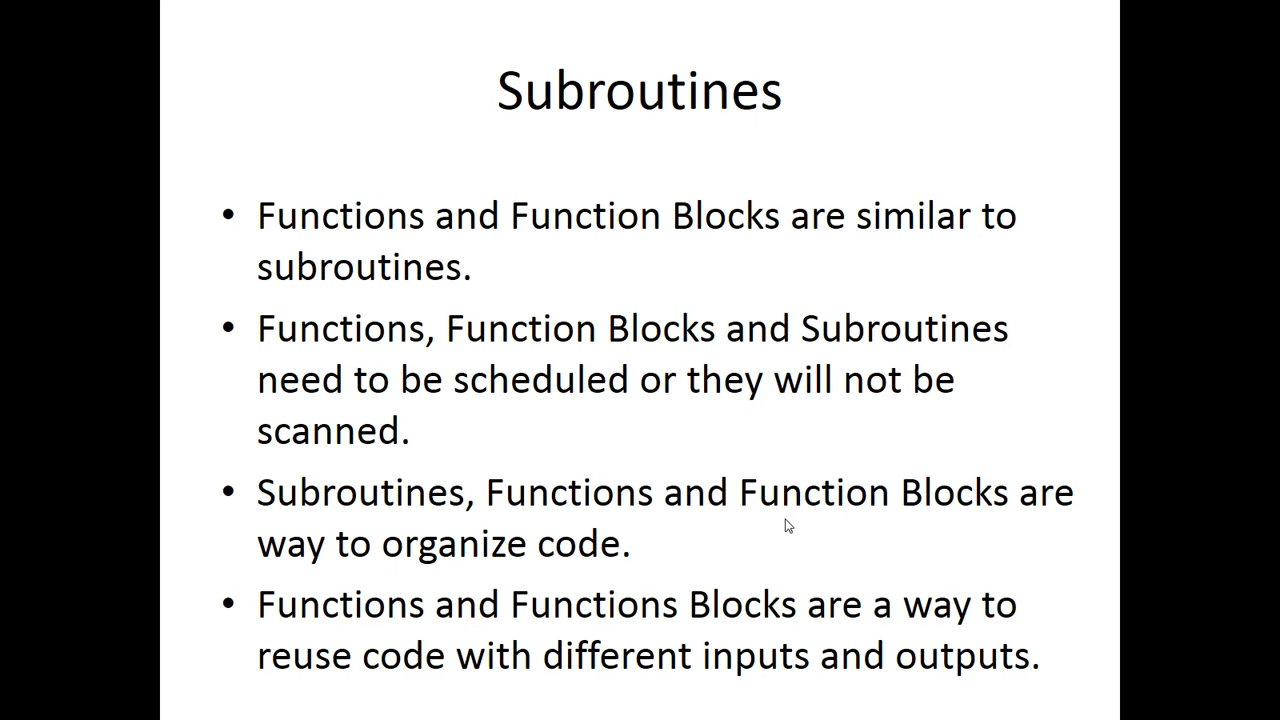 Subroutines
• Functions and Function Blocks are similar to
subroutines.
• Functions, Function Blocks and Subroutines
need to be scheduled or they will not be
scanned.
• Subroutines, Functions and Function Blocks are
way to organize code.
• Functions and Functions Blocks are a way to
reuse code with different inputs and outputs.